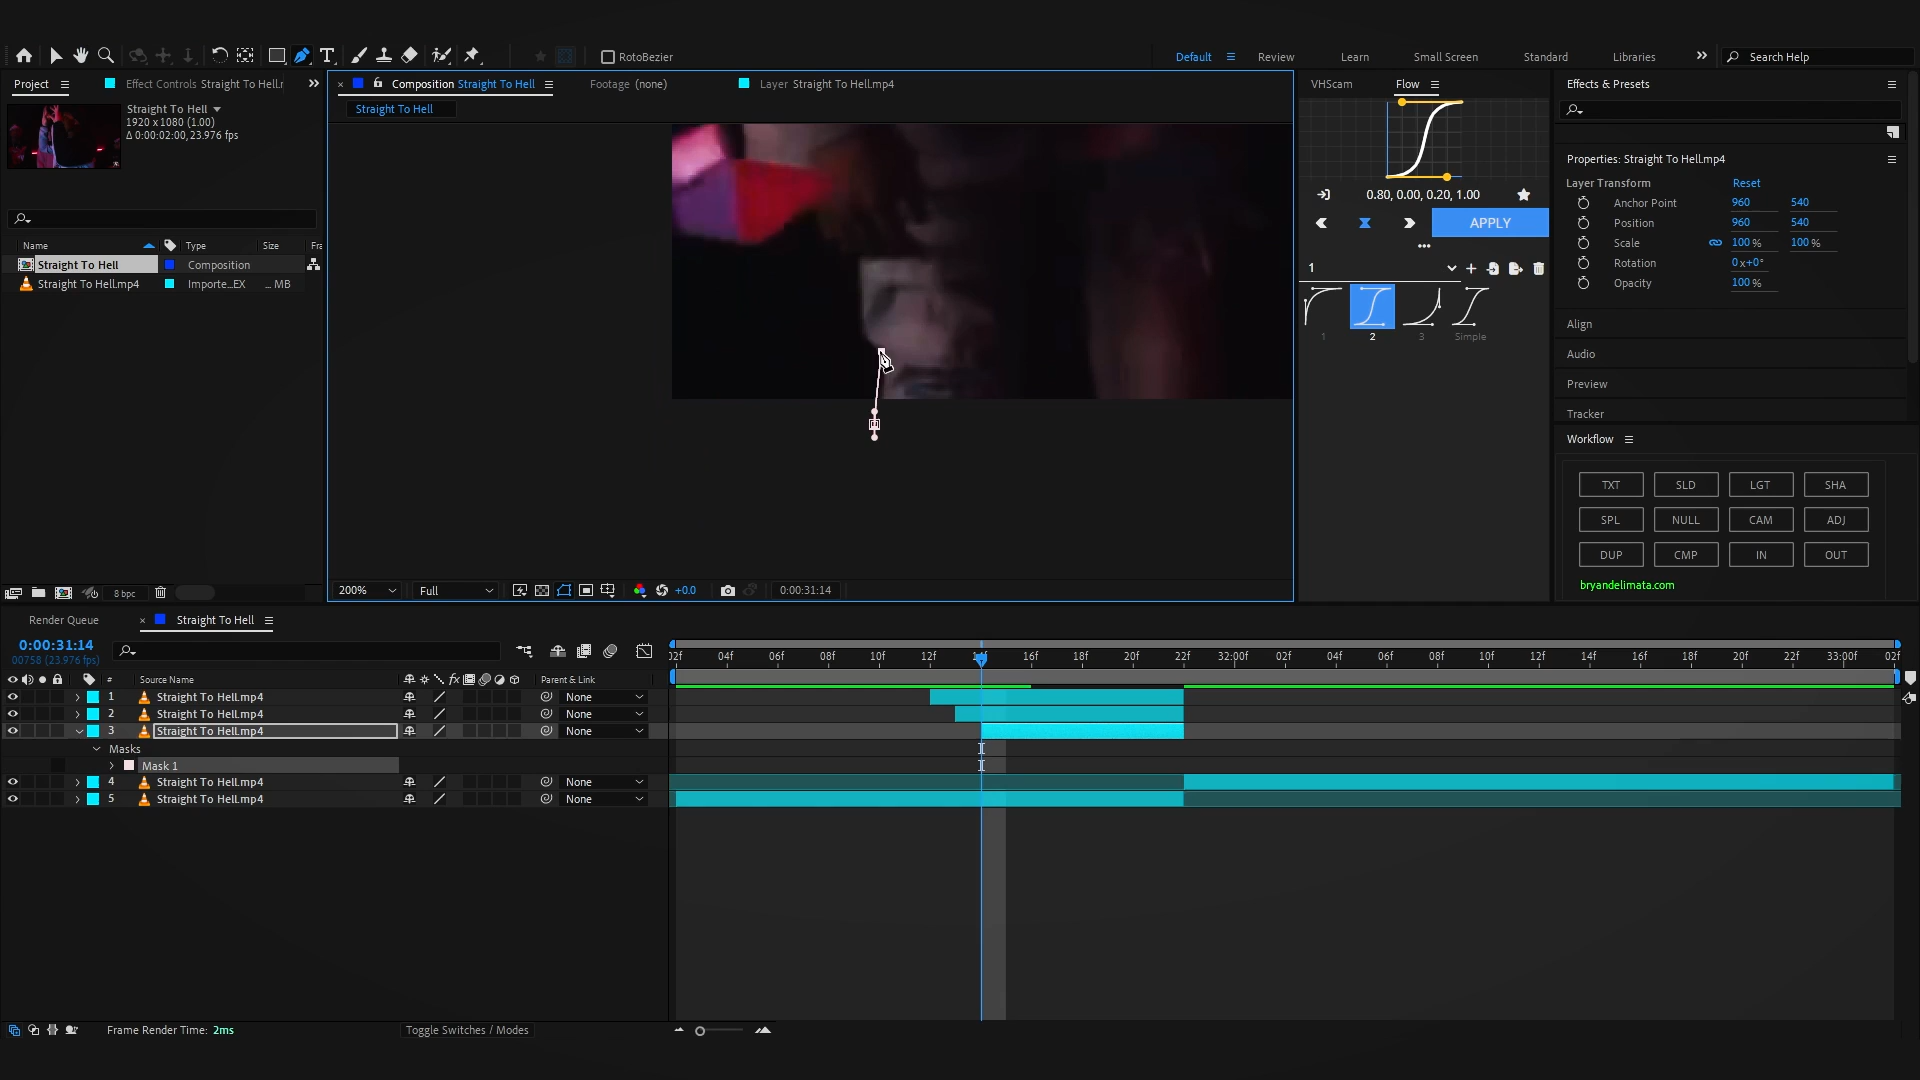 RotoBezier
Default
Review
Learn
Small Screen
Standard
Libraries
Search Help
Project
Effect Controls Straight To Hell.r
Straight To Hell
1920 x 1080 (1.00)
Δ 0:00:02:00, 23.976 fps
Name
Type
Size
Fra
Straight To Hell
Composition
Straight To Hell.mp4
Importe...EX
... MB
8 bpc
Composition Straight To Hell
Footage (none)
Layer Straight To Hell.mp4
Straight To Hell
200%
Full
+0.0
0:00:31:14
VHScam
Flow
0.80, 0.00, 0.20, 1.00
APPLY
1
1
2
3
Simple
Effects & Presets
Properties: Straight To Hell.mp4
Layer Transform
Reset
Anchor Point
960
540
Position
960
540
Scale
100 %
100 %
Rotation
0x+0°
Opacity
100 %
Align
Audio
Preview
Tracker
Workflow
TXT
SLD
LGT
SHA
SPL
NULL
CAM
ADJ
DUP
CMP
IN
OUT
bryandelimata.com
Render Queue
Straight To Hell
0:00:31:14
00758 (23.976 fps)
#
Source Name
fx
Parent & Link
1
Straight To Hell.mp4
None
2
Straight To Hell.mp4
None
3
Straight To Hell.mp4
None
Masks
Mask 1
4
Straight To Hell.mp4
None
5
Straight To Hell.mp4
None
02f
04f
06f
08f
10f
12f
16f
18f
20f
22f
32:00f
02f
04f
06f
08f
10f
12f
14f
16f
18f
20f
22f
33:00f
02f
Frame Render Time: 2ms
Toggle Switches / Modes